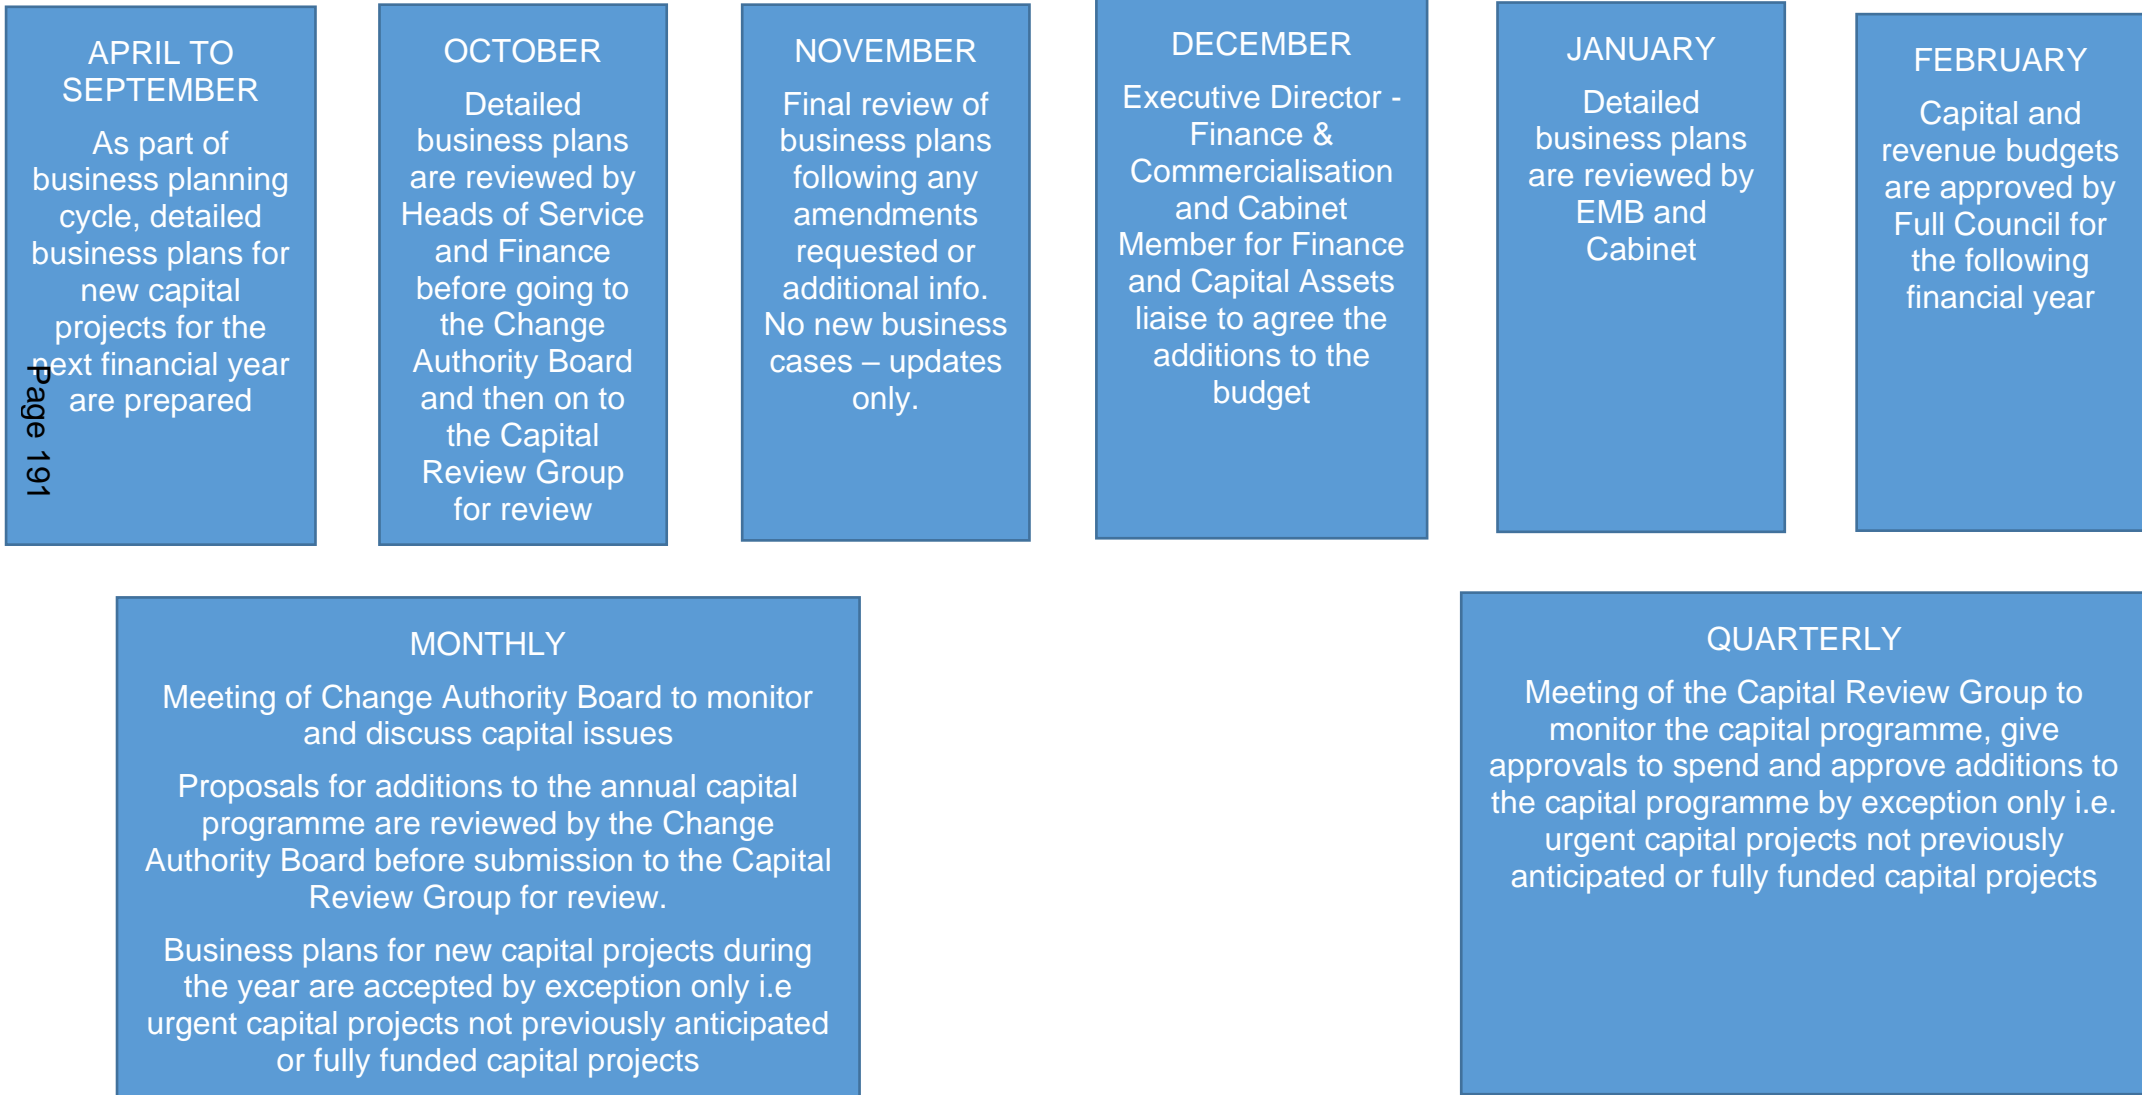 APRIL TO
SEPTEMBER
As part of
business planning
cycle, detailed
business plans for
new capital
projects for the
next financial year
are prepared
Page 191
OCTOBER
Detailed
business plans
are reviewed by
Heads of Service
and Finance
before going to
the Change
Authority Board
and then on to
the Capital
Review Group
for review
NOVEMBER
Final review of
business plans
following any
amendments
requested or
additional info.
No new business
cases – updates
only.
DECEMBER
Executive Director -
Finance &
Commercialisation
and Cabinet
Member for Finance
and Capital Assets
liaise to agree the
additions to the
budget
JANUARY
Detailed
business plans
are reviewed by
EMB and
Cabinet
FEBRUARY
Capital and
revenue budgets
are approved by
Full Council for
the following
financial year
MONTHLY
Meeting of Change Authority Board to monitor
and discuss capital issues
Proposals for additions to the annual capital
programme are reviewed by the Change
Authority Board before submission to the Capital
Review Group for review.
Business plans for new capital projects during
the year are accepted by exception only i.e
urgent capital projects not previously anticipated
or fully funded capital projects
QUARTERLY
Meeting of the Capital Review Group to
monitor the capital programme, give
approvals to spend and approve additions to
the capital programme by exception only i.e.
urgent capital projects not previously
anticipated or fully funded capital projects